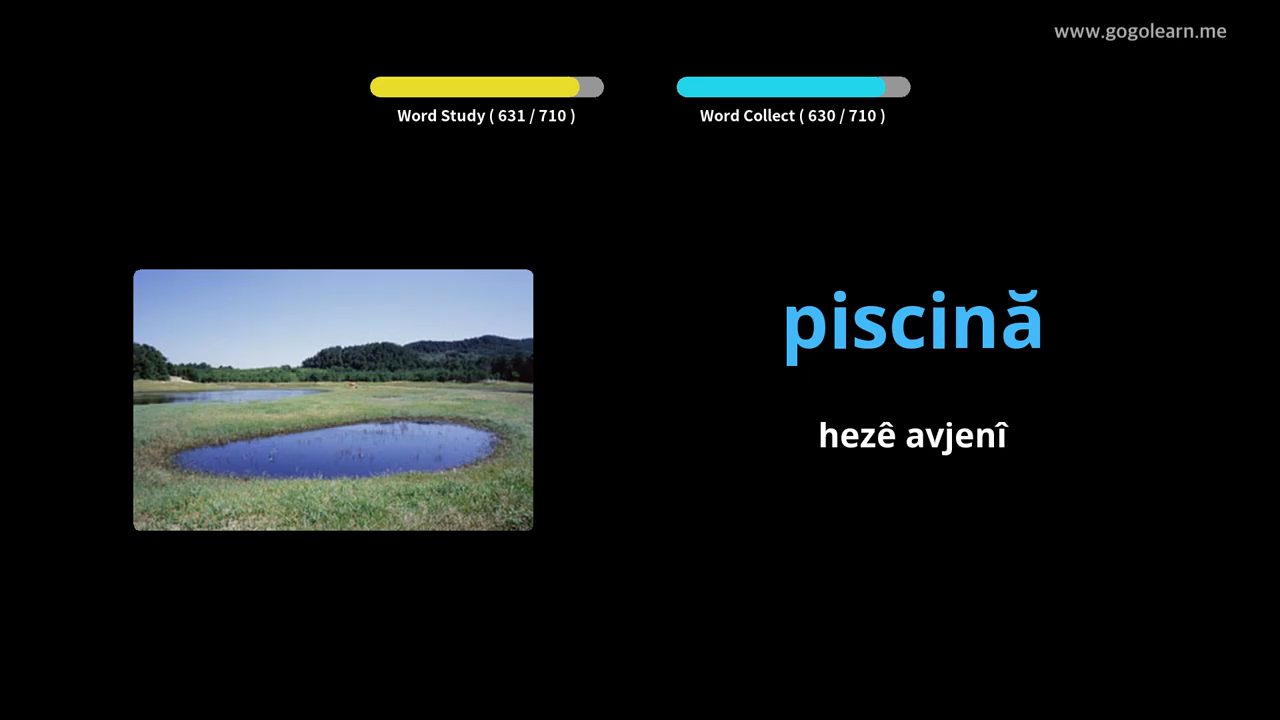 www.gogolearn.me
Word Study ( 631 / 710 )
Word Collect ( 630 / 710 )
piscină
hezê avjenî